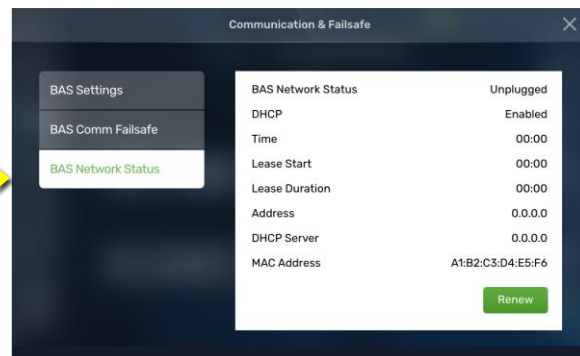 Communication & Failsafe
BAS Settings
BAS Comm Failsafe
BAS Network Status
BAS Network Status Unplugged
DHCP Enabled
Time 00:00
Lease Start 00:00
Lease Duration 00:00
Address 0.0.0.0
DHCP Server 0.0.0.0
MAC Address A1:B2:C3:D4:E5:F6
Renew